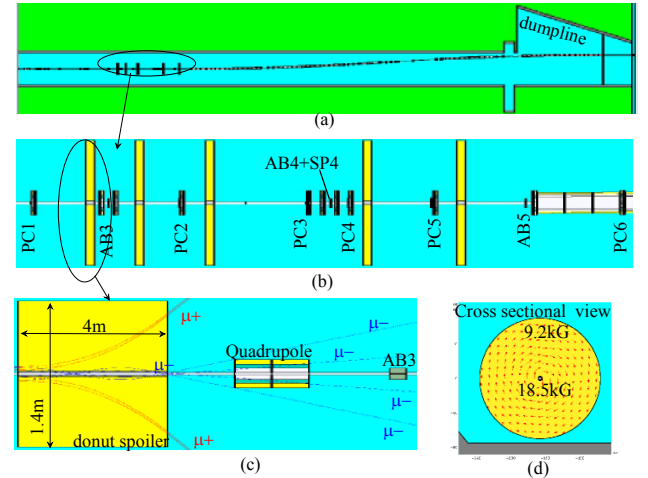 dumpline
(a)
AB4+SP4
PC1
AB3
PC2
PC3
PC4
PC5
AB5
PC6
(b)
4m
1.4m
μ+
μ−
μ−
Quadrupole
μ−
AB3
μ−
μ−
donut spoiler
μ+
(c)
Cross sectional view
9.2kG
18.5kG
(d)